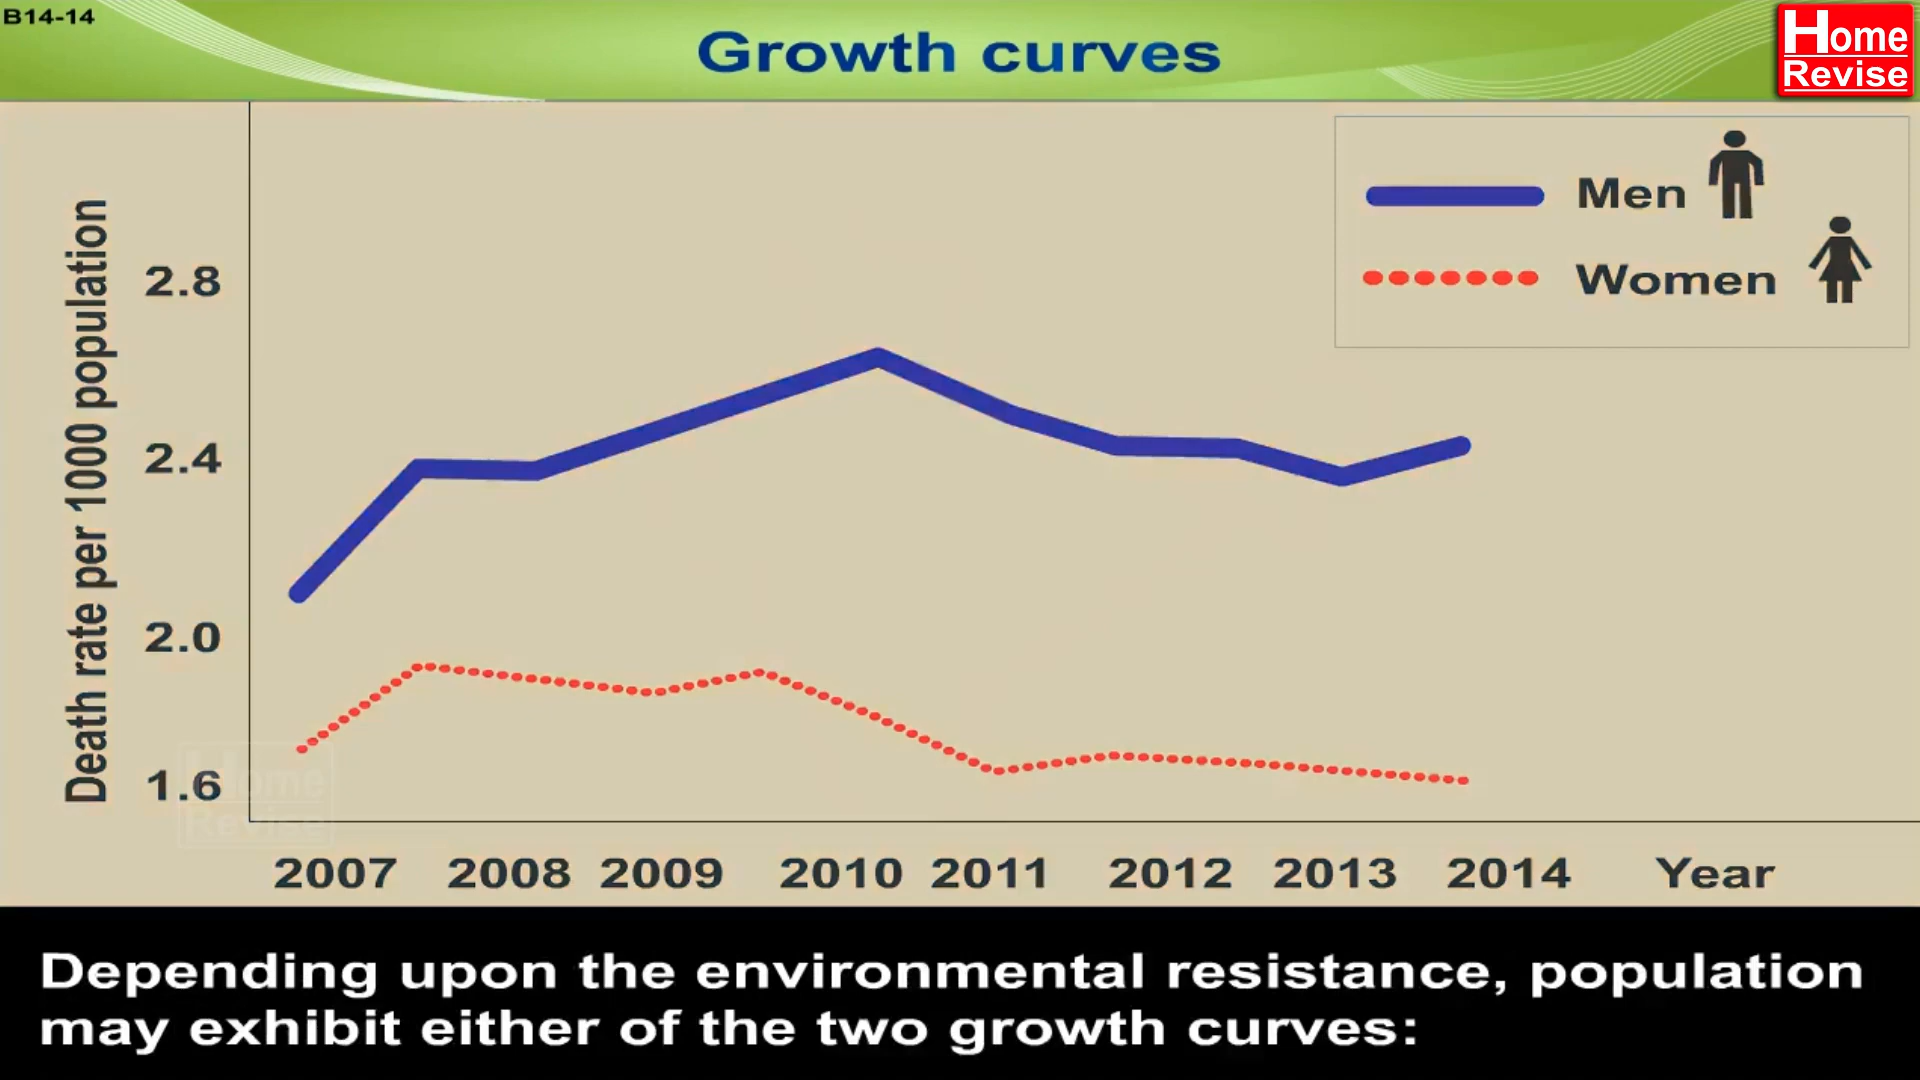 B14-14
Growth curves
Home
Revise
Men
Women
Death rate per 1000 population
2.8
2.4
2.0
1.6
Home
Revise
2007 2008 2009 2010 2011 2012 2013 2014 Year
Depending upon the environmental resistance, population
may exhibit either of the two growth curves: